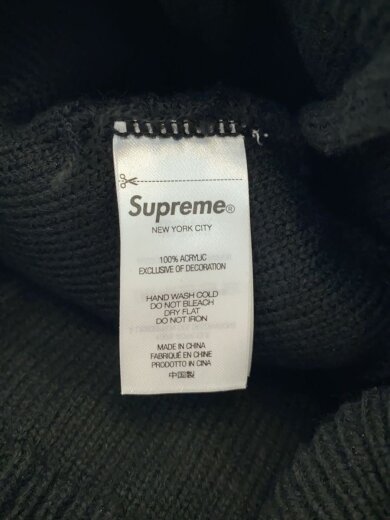 Supreme®
NEW YORK CITY
100% ACRYLIC
EXCLUSIVE OF DECORATION
HAND WASH COLD
DO NOT BLEACH
DRY FLAT
DO NOT IRON
MADE IN CHINA
FABRIQUÉ EN CHINE
PRODOTTO IN CINA
中国製